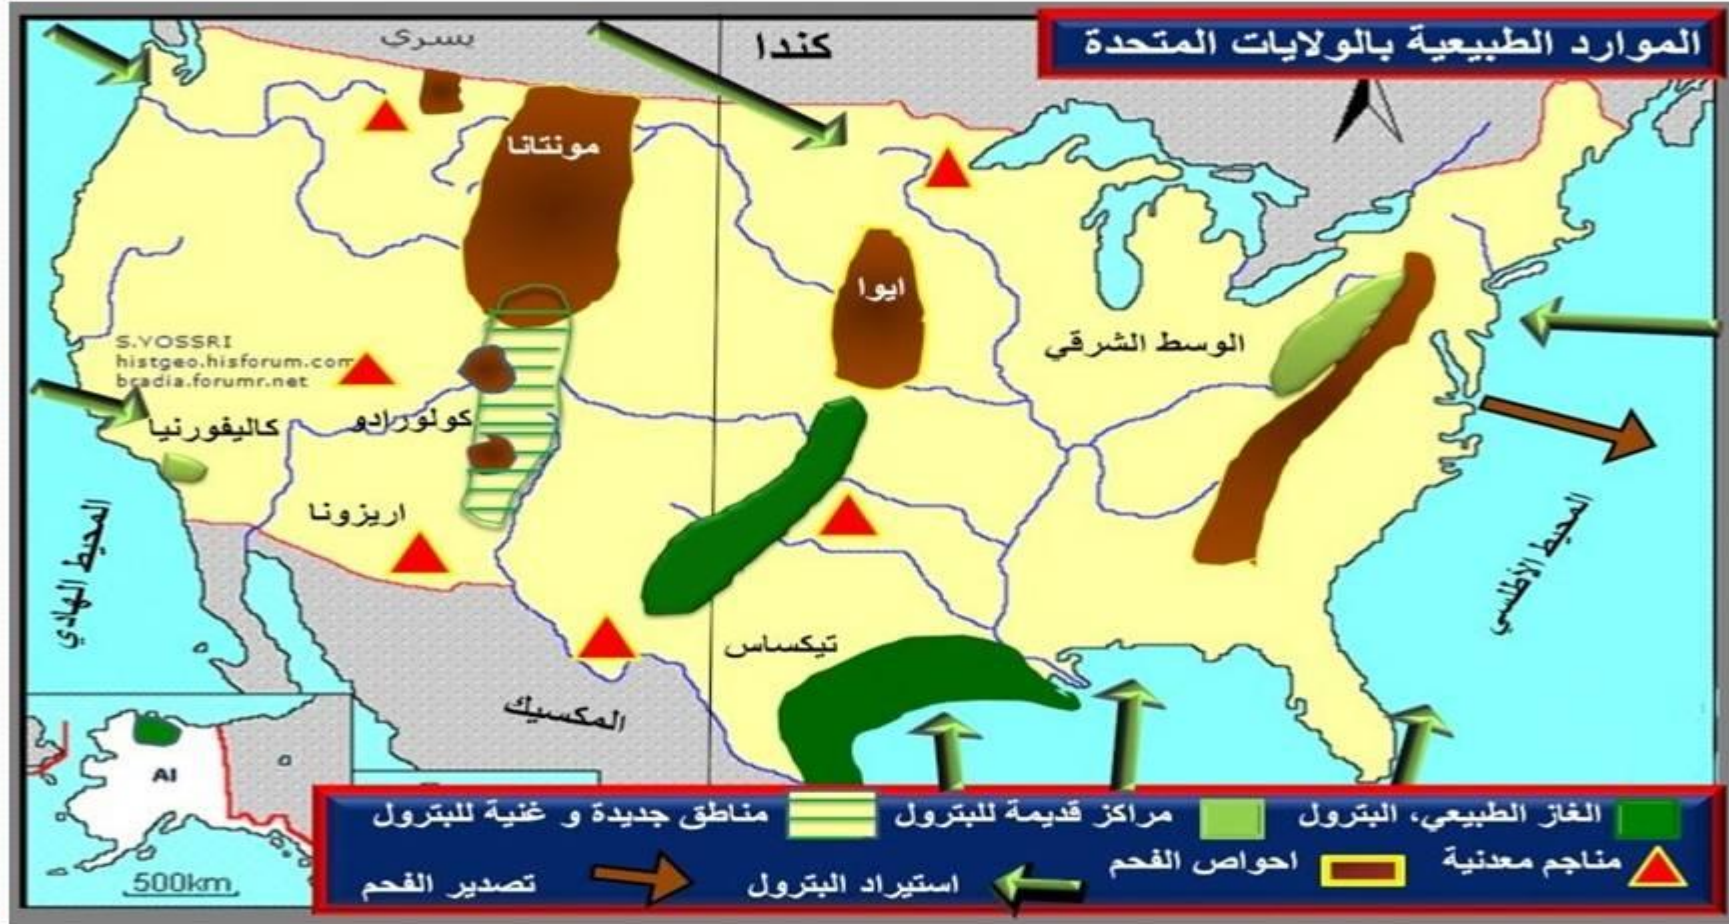 الموارد الطبيعية بالولايات المتحدة
يسري
كندا
مونتانا
ايوا
الوسط الشرقي
S.YOSSRI
histgeo.hisforum.com
bradia.forumr.net
كولورادو
كاليفورنيا
اريزونا
المحيط الهادي
المحيط الأطلسي
تيكساس
المكسيك
Al
500km
الغاز الطبيعي، البترول
مراكز قديمة للبترول
مناطق جديدة و غنية للبترول
مناجم معدنية
احواص الفحم
استيراد البترول
تصدير الفحم